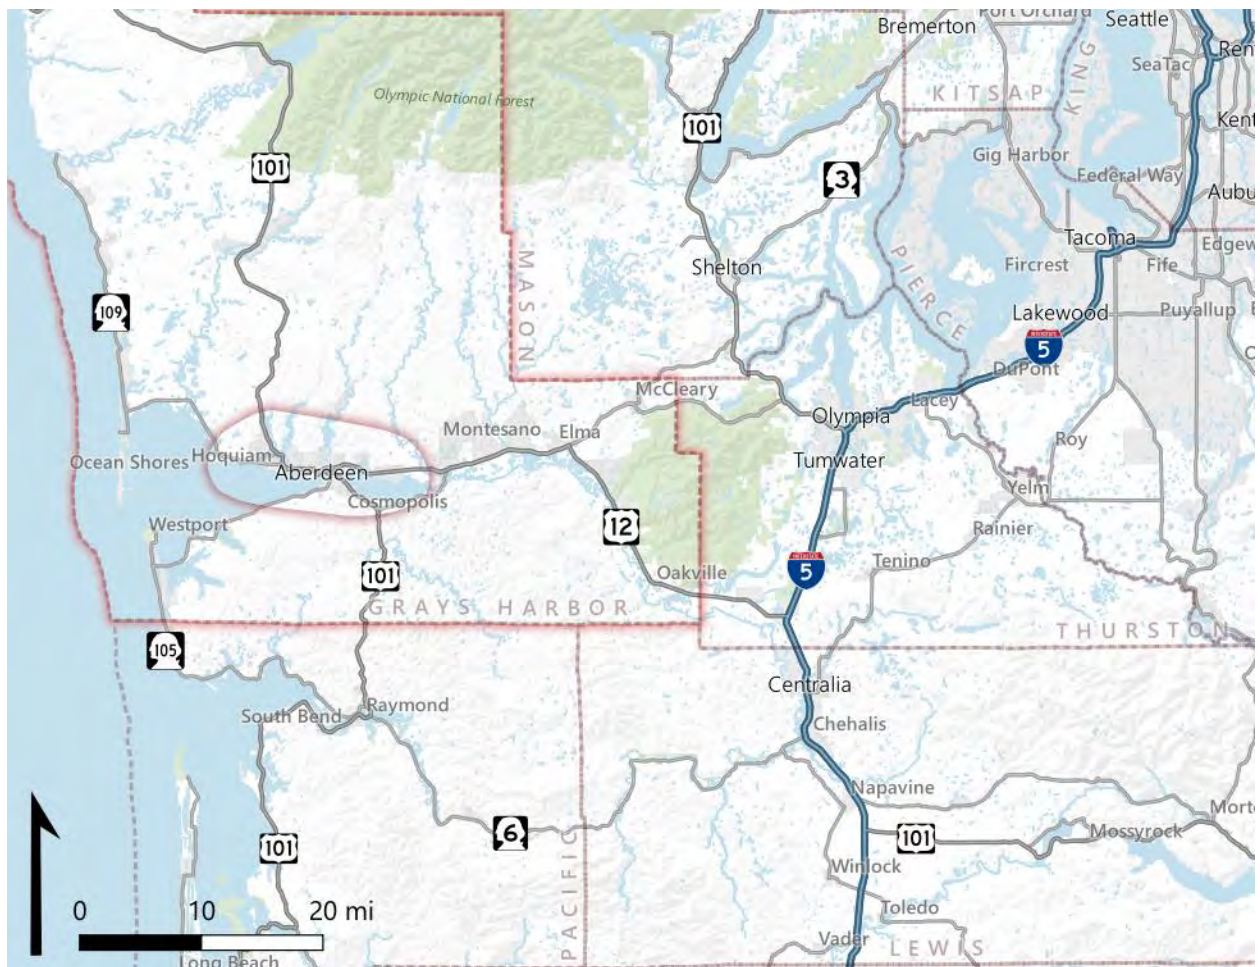 Port Orchard
Seattle
Bremerton
Ren
SeaTac
KITSAP
KING
Olympic National Forest
101
Kent
101
Gig Harbor
3
Federal Way
Aubu
Tacoma
Edgew
MASON
Shelton
PIERCE
Fircrest
Fife
109
Lakewood
Puyallup
INTERSTATE
5
DuPont
McCleary
Lacey
Olympia
Montesano
Elma
Roy
Hoquiam
Ocean Shores
Aberdeen
Tumwater
Cosmopolis
Yelm
Westport
12
Rainier
101
INTERSTATE
5
Tenino
Oakville
GRAYS HARBOR
THURSTON
105
Centralia
Raymond
South Bend
Chehalis
Napavine
Morto
6
101
101
Mossyrock
PACIFIC
Winlock
0 10 20 mi
Toledo
Vader
LEWIS
Long Beach